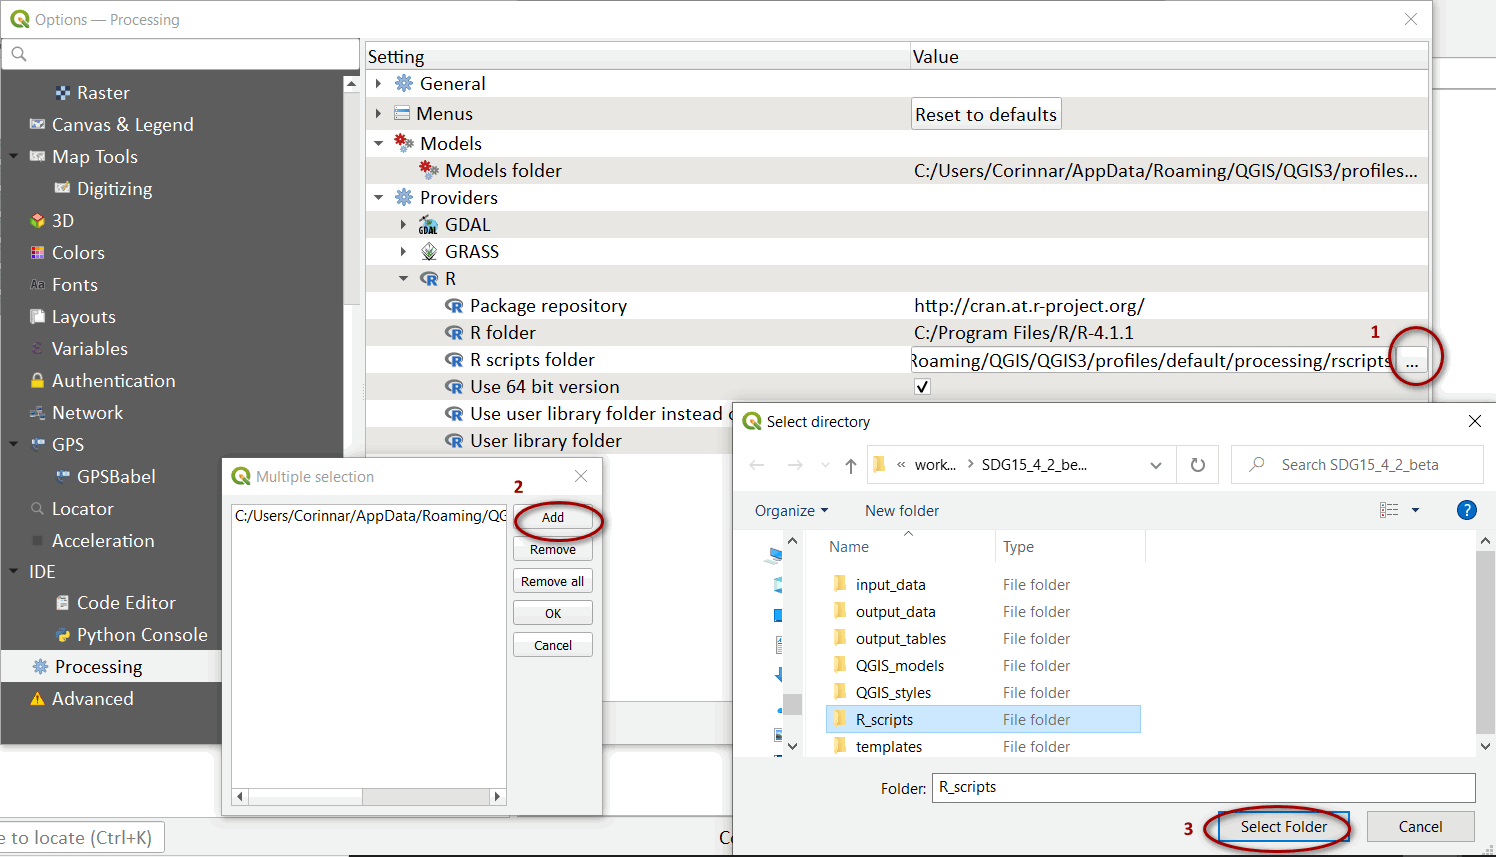 Options — Processing
Setting
Value
Raster
Canvas & Legend
Map Tools
Digitizing
3D
Colors
Fonts
Layouts
Variables
Authentication
Network
GPS
GPSBabel
Locator
Acceleration
IDE
Code Editor
Python Console
Processing
Advanced
General
Menus
Reset to defaults
Models
Models folder
C:/Users/Corinnar/AppData/Roaming/QGIS/QGIS3/profiles...
Providers
GDAL
GRASS
R
Package repository
http://cran.at.r-project.org/
R folder
C:/Program Files/R/R-4.1.1
1
R scripts folder
Roaming/QGIS/QGIS3/profiles/default/processing/rscripts
...
Use 64 bit version
Use user library folder instead
User library folder
Multiple selection
2
C:/Users/Corinnar/AppData/Roaming/QG
Add
Remove
Remove all
OK
Cancel
Select directory
« work... > SDG15_4_2_be...
Search SDG15_4_2_beta
Organize
New folder
Name
Type
input_data File folder
output_data File folder
output_tables File folder
QGIS_models File folder
QGIS_styles File folder
R_scripts File folder
templates File folder
Folder: R_scripts
3
Select Folder
Cancel
e to locate (Ctrl+K)